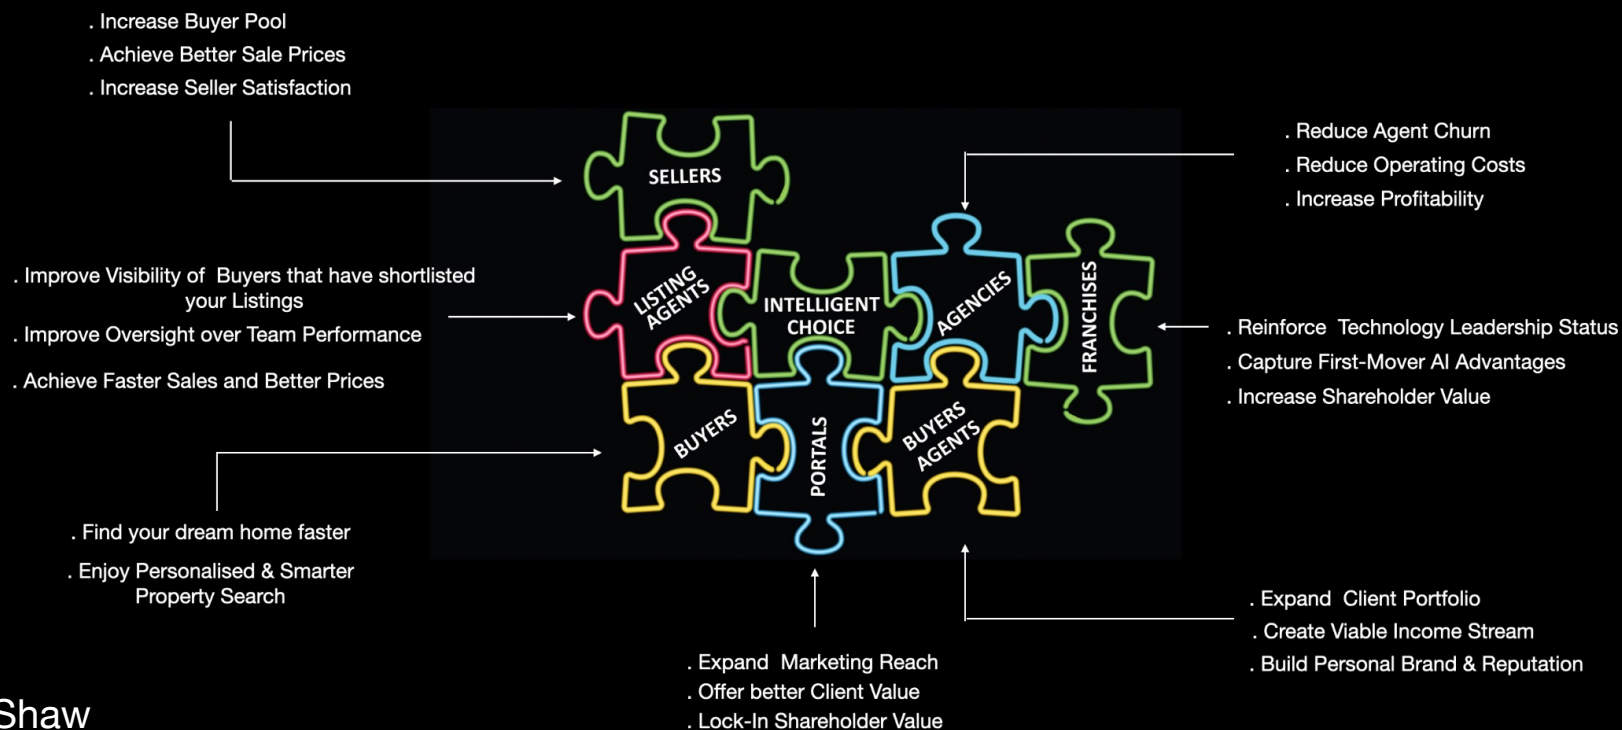 . Increase Buyer Pool
. Achieve Better Sale Prices
. Increase Seller Satisfaction
. Reduce Agent Churn
. Reduce Operating Costs
. Increase Profitability
SELLERS
. Improve Visibility of  Buyers that have shortlisted
your Listings
. Improve Oversight over Team Performance
. Achieve Faster Sales and Better Prices
LISTING
AGENTS
INTELLIGENT
CHOICE
AGENCIES
FRANCHISES
. Reinforce  Technology Leadership Status
. Capture First-Mover AI Advantages
. Increase Shareholder Value
BUYERS
PORTALS
BUYERS
AGENTS
. Find your dream home faster
. Enjoy Personalised & Smarter
Property Search
. Expand  Client Portfolio
. Create Viable Income Stream
. Build Personal Brand & Reputation
. Expand  Marketing Reach
. Offer better Client Value
. Lock-In Shareholder Value
Shaw